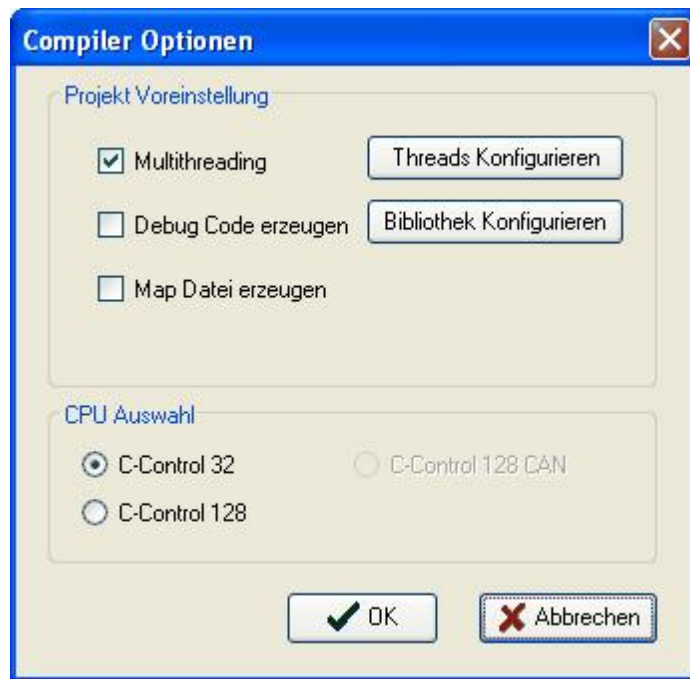 Compiler Optionen
Projekt Voreinstellung
Multithreading
Threads Konfigurieren
Debug Code erzeugen
Bibliothek Konfigurieren
Map Datei erzeugen
CPU Auswahl
C-Control 32
C-Control 128 CAN
C-Control 128
OK
Abbrechen